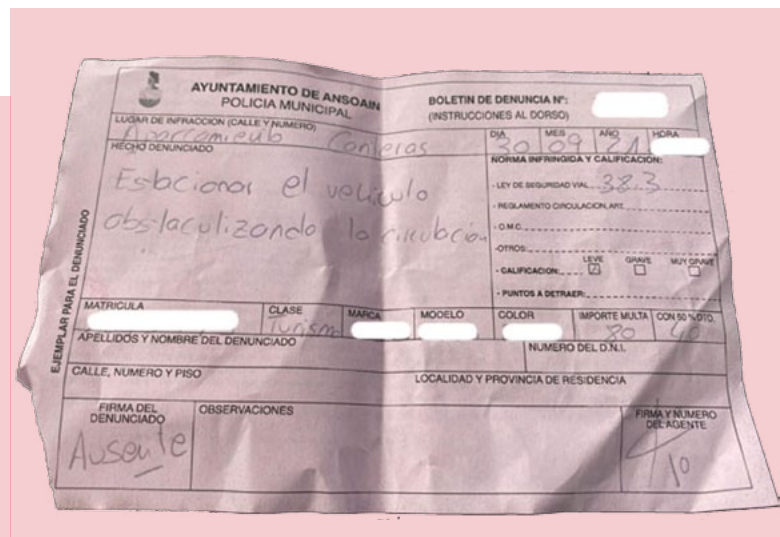 AYUNTAMIENTO DE ANSOAIN
POLICIA MUNICIPAL
BOLETIN DE DENUNCIA Nº:
(INSTRUCCIONES AL DORSO)
LUGAR DE INFRACCION (CALLE Y NUMERO)
Aparcamiento Canteras
DIA MES AÑO HORA
30 09 21
HECHO DENUNCIADO
Estacionar el vehiculo
obstaculizando la circulación
NORMA INFRINGIDA Y CALIFICACION:
- LEY DE SEGURIDAD VIAL 38.3
- REGLAMENTO CIRCULACION, ART.
- O.M.C.
-OTROS:
LEVE GRAVE MUY GRAVE
- CALIFICACION:
- PUNTOS A DETRAER:
EJEMPLAR PARA EL DENUNCIADO
MATRICULA CLASE MARCA MODELO COLOR IMPORTE MULTA CON 50 % DTO.
Turismo 80 40
APELLIDOS Y NOMBRE DEL DENUNCIADO
NUMERO DEL D.N.I.
CALLE, NUMERO Y PISO
LOCALIDAD Y PROVINCIA DE RESIDENCIA
FIRMA DEL DENUNCIADO
OBSERVACIONES
FIRMA Y NUMERO DEL AGENTE
Ausente
10